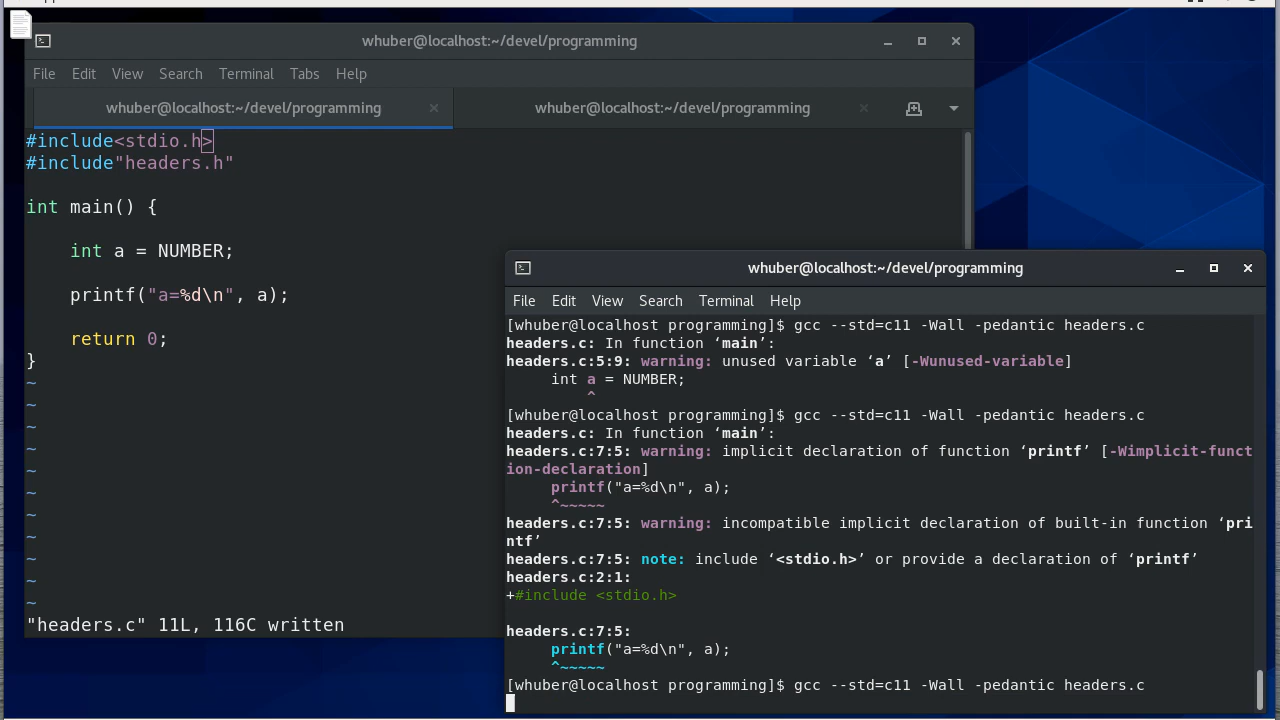 whuber@localhost:~/devel/programming
File Edit View Search Terminal Tabs Help
whuber@localhost:~/devel/programming whuber@localhost:~/devel/programming
#include<stdio.h>
#include"headers.h"
int main() {
int a = NUMBER;
printf("a=%d\n", a);
return 0;
}
~
~
~
~
~
~
~
~
~
~
~
"headers.c" 11L, 116C written
whuber@localhost:~/devel/programming
File Edit View Search Terminal Help
[whuber@localhost programming]$ gcc --std=c11 -Wall -pedantic headers.c
headers.c: In function ‘main’:
headers.c:5:9: warning: unused variable ‘a’ [-Wunused-variable]
int a = NUMBER;
^
[whuber@localhost programming]$ gcc --std=c11 -Wall -pedantic headers.c
headers.c: In function ‘main’:
headers.c:7:5: warning: implicit declaration of function ‘printf’ [-Wimplicit-funct
ion-declaration]
printf("a=%d\n", a);
^~~~~~
headers.c:7:5: warning: incompatible implicit declaration of built-in function ‘pri
ntf’
headers.c:7:5: note: include ‘<stdio.h>’ or provide a declaration of ‘printf’
headers.c:2:1:
+#include <stdio.h>
headers.c:7:5:
printf("a=%d\n", a);
^~~~~~
[whuber@localhost programming]$ gcc --std=c11 -Wall -pedantic headers.c